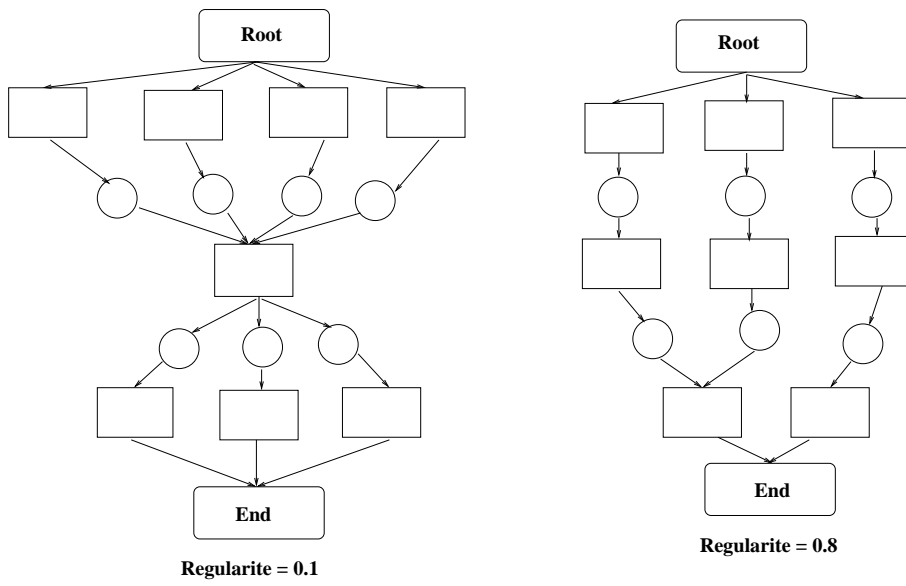 Root
End
Regularite = 0.1
Root
End
Regularite = 0.8